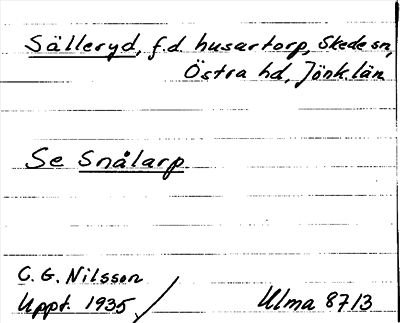 Sälleryd, f.d. husartorp, Skede sn,
Östra hd, Jönk. län
Se Snålarp
C. G. Nilsson
Uppt. 1935
Ulma 8713